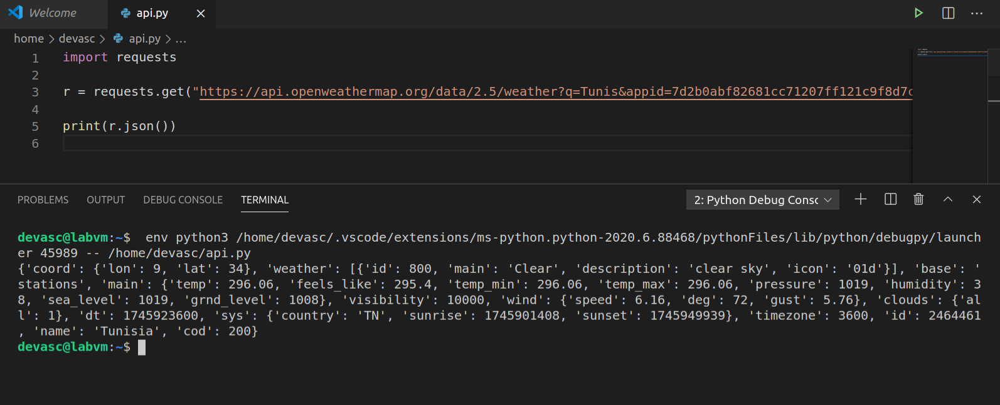 Welcome
api.py
home > devasc > api.py > ...
1 import requests
2
3 r = requests.get("https://api.openweathermap.org/data/2.5/weather?q=Tunis&appid=7d2b0abf82681cc71207ff121c9f8d7c
4
5 print(r.json())
6
PROBLEMS OUTPUT DEBUG CONSOLE TERMINAL 2: Python Debug Consc
devasc@labvm:~$  env python3 /home/devasc/.vscode/extensions/ms-python.python-2020.6.88468/pythonFiles/lib/python/debugpy/launch
er 45989 -- /home/devasc/api.py
{'coord': {'lon': 9, 'lat': 34}, 'weather': [{'id': 800, 'main': 'Clear', 'description': 'clear sky', 'icon': '01d'}], 'base': '
stations', 'main': {'temp': 296.06, 'feels_like': 295.4, 'temp_min': 296.06, 'temp_max': 296.06, 'pressure': 1019, 'humidity': 3
8, 'sea_level': 1019, 'grnd_level': 1008}, 'visibility': 10000, 'wind': {'speed': 6.16, 'deg': 72, 'gust': 5.76}, 'clouds': {'al
l': 1}, 'dt': 1745923600, 'sys': {'country': 'TN', 'sunrise': 1745901408, 'sunset': 1745949939}, 'timezone': 3600, 'id': 2464461
, 'name': 'Tunisia', 'cod': 200}
devasc@labvm:~$